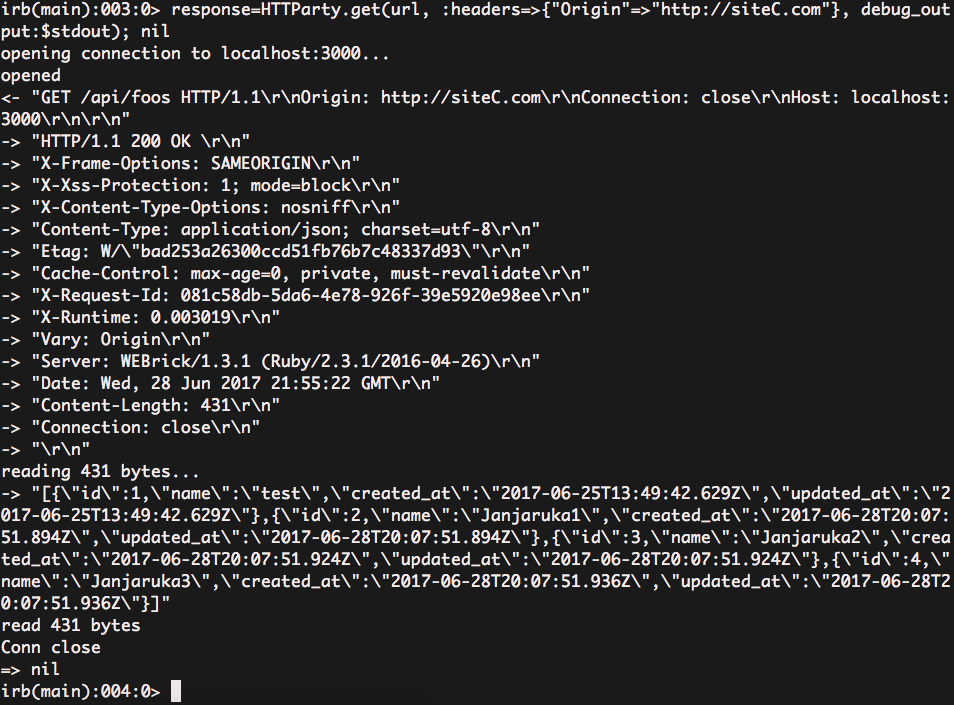 irb(main):003:0> response=HTTParty.get(url, :headers=>{"Origin"=>"http://siteC.com"}, debug_out
put:$stdout); nil
opening connection to localhost:3000...
opened
<- "GET /api/foos HTTP/1.1\r\nOrigin: http://siteC.com\r\nConnection: close\r\nHost: localhost:
3000\r\n\r\n"
-> "HTTP/1.1 200 OK \r\n"
-> "X-Frame-Options: SAMEORIGIN\r\n"
-> "X-Xss-Protection: 1; mode=block\r\n"
-> "X-Content-Type-Options: nosniff\r\n"
-> "Content-Type: application/json; charset=utf-8\r\n"
-> "Etag: W/\"bad253a26300ccd51fb76b7c48337d93\"\r\n"
-> "Cache-Control: max-age=0, private, must-revalidate\r\n"
-> "X-Request-Id: 081c58db-5da6-4e78-926f-39e5920e98ee\r\n"
-> "X-Runtime: 0.003019\r\n"
-> "Vary: Origin\r\n"
-> "Server: WEBrick/1.3.1 (Ruby/2.3.1/2016-04-26)\r\n"
-> "Date: Wed, 28 Jun 2017 21:55:22 GMT\r\n"
-> "Content-Length: 431\r\n"
-> "Connection: close\r\n"
-> "\r\n"
reading 431 bytes...
-> "[{\"id\":1,\"name\":\"test\",\"created_at\":\"2017-06-25T13:49:42.629Z\",\"updated_at\":\"2
017-06-25T13:49:42.629Z\"},{\"id\":2,\"name\":\"Janjaruka1\",\"created_at\":\"2017-06-28T20:07:
51.894Z\",\"updated_at\":\"2017-06-28T20:07:51.894Z\"},{\"id\":3,\"name\":\"Janjaruka2\",\"crea
ted_at\":\"2017-06-28T20:07:51.924Z\",\"updated_at\":\"2017-06-28T20:07:51.924Z\"},{\"id\":4,\"
name\":\"Janjaruka3\",\"created_at\":\"2017-06-28T20:07:51.936Z\",\"updated_at\":\"2017-06-28T2
0:07:51.936Z\"}]"
read 431 bytes
Conn close
=> nil
irb(main):004:0>